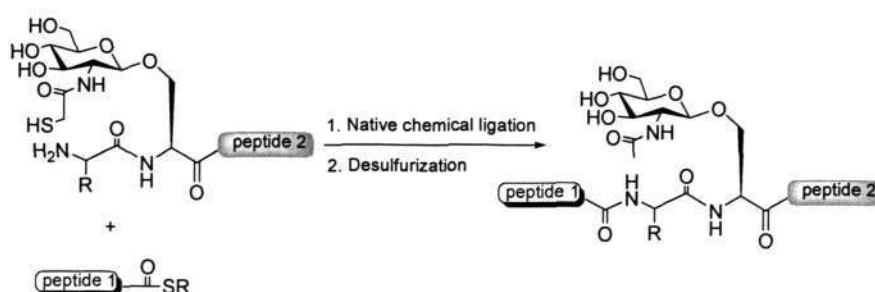 HO
HO
HO
O
O
O
NH
HS
H₂N
O
R
N
H
O
peptide 2
1. Native chemical ligation
2. Desulfurization
HO
HO
HO
O
O
O
NH
peptide 1
O
H
N
R
O
N
H
O
peptide 2
+
peptide 1
O
SR